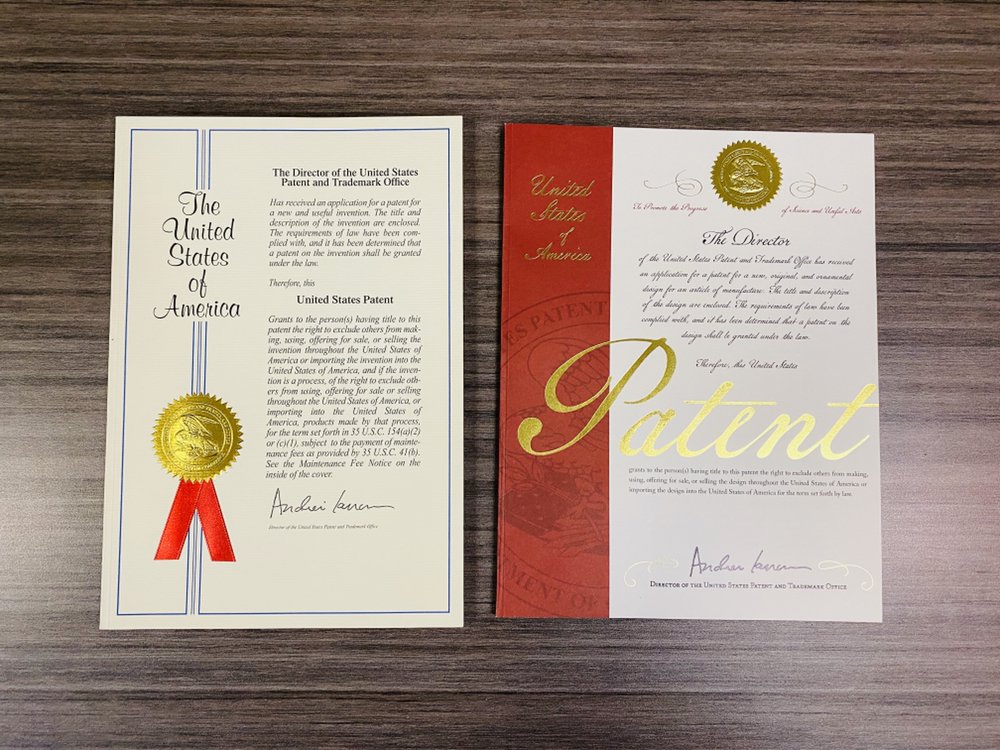 The
United
States
of
America
The Director of the United States
Patent and Trademark Office
Has received an application for a patent for
a new and useful invention. The title and
description of the invention are enclosed.
The requirements of law have been com-
plied with, and it has been determined that
a patent on the invention shall be granted
under the law.
Therefore, this
United States Patent
Grants to the person(s) having title to this
patent the right to exclude others from mak-
ing, using, offering for sale, or selling the
invention throughout the United States of
America or importing the invention into the
United States of America, and if the inven-
tion is a process, of the right to exclude oth-
ers from using, offering for sale or selling
throughout the United States of America, or
importing into the United States of
America, products made by that process,
for the term set forth in 35 U.S.C. 154(a)(2)
or (c)(1), subject to the payment of mainte-
nance fees as provided by 35 U.S.C. 41(b).
See the Maintenance Fee Notice on the
inside of the cover.
Director of the United States Patent and Trademark Office
United
States
of
America
ES PATENT
MENT OF
To Promote the Progress of Science and Useful Arts
The Director
of the United States Patent and Trademark Office has received
an application for a patent for a new, original, and ornamental
design for an article of manufacture. The title and description
of the design are enclosed. The requirements of law have been
complied with, and it has been determined that a patent on the
design shall be granted under the law.
Therefore, this United States
Patent
grants to the person(s) having title to this patent the right to exclude others from making,
using, offering for sale, or selling the design throughout the United States of America or
importing the design into the United States of America for the term set forth by law.
Director of the United States Patent and Trademark Office